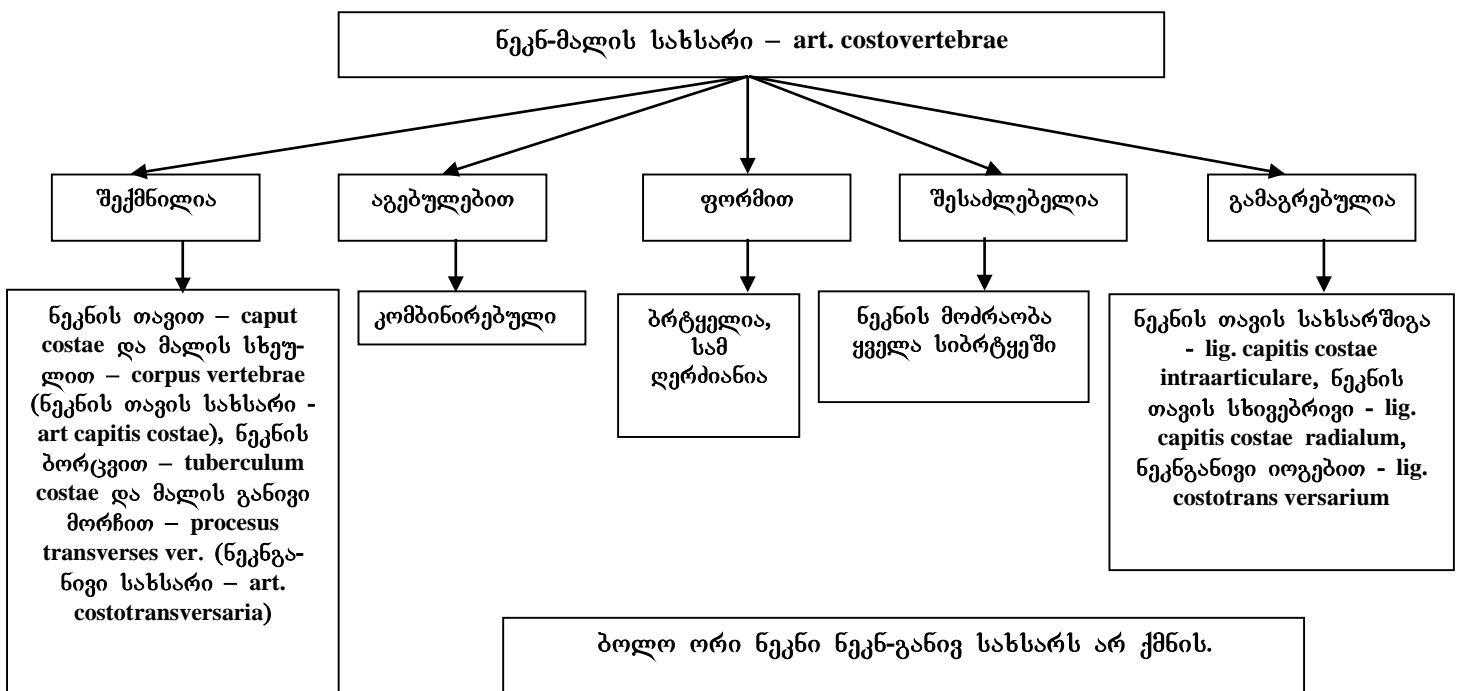 ნეკნ-მალის სახსარი – art. costovertebrae
შექმნილია
აგებულებით
ფორმით
შესაძლებელია
გამაგრებულია
ნეკნის თავით – caput
costae და მალის სხეუ-
ლით – corpus vertebrae
(ნეკნის თავის სახსარი -
art capitis costae), ნეკნის
ბორცვით – tuberculum
costae და მალის განივი
მორჩით – procesus
transverses ver. (ნეკნგა-
ნივი სახსარი – art.
costotransversaria)
კომბინირებული
ბრტყელია,
სამ
ღერძიანია
ნეკნის მოძრაობა
ყველა სიბრტყეში
ნეკნის თავის სახსარშიგა
- lig. capitis costae
intraarticulare, ნეკნის
თავის სხივებრივი - lig.
capitis costae radialum,
ნეკნგანივი იოგებით - lig.
costotrans versarium
ბოლო ორი ნეკნი ნეკნ-განივ სახსარს არ ქმნის.